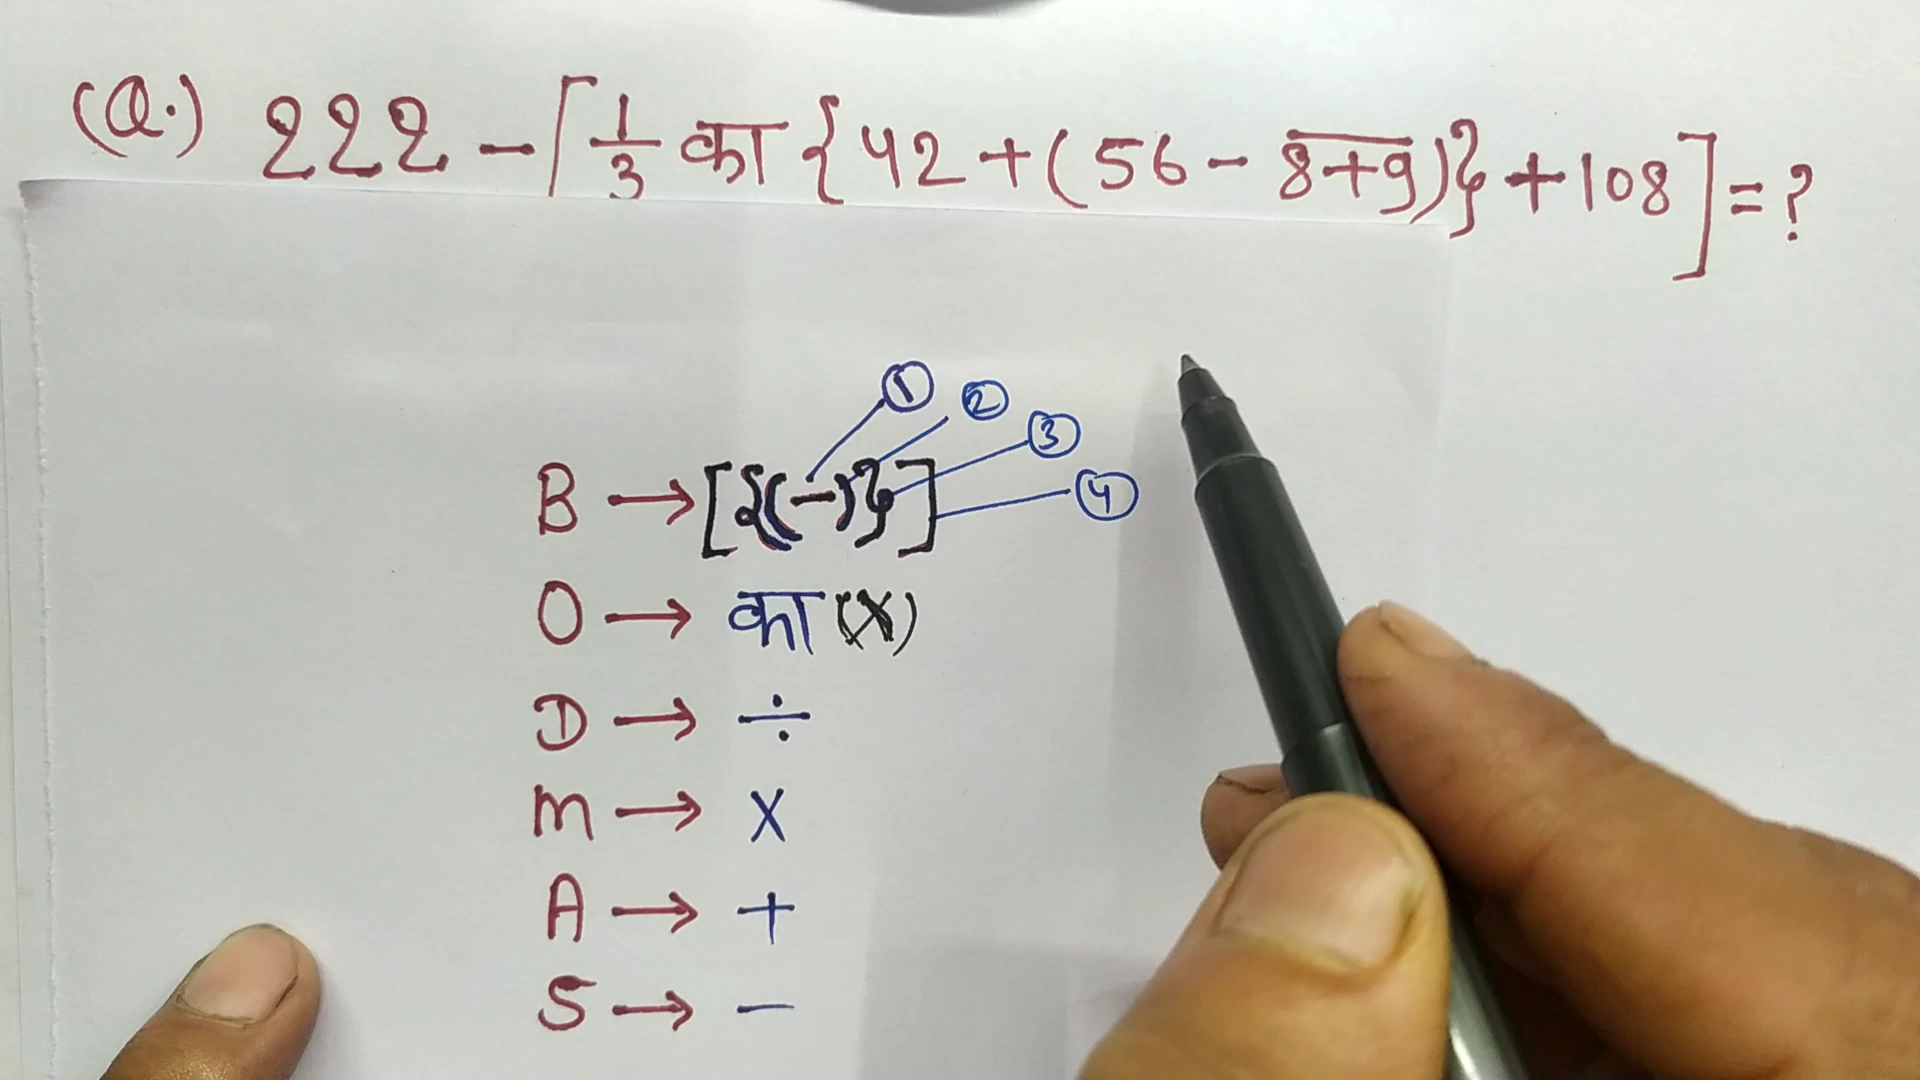 (Q.) 222 - [1/3 का {42 + (56 - 8+9)} + 108] = ?
1 2 3 4
B → [{(-)}]
O → का (x)
D → ÷
M → x
A → +
S → -